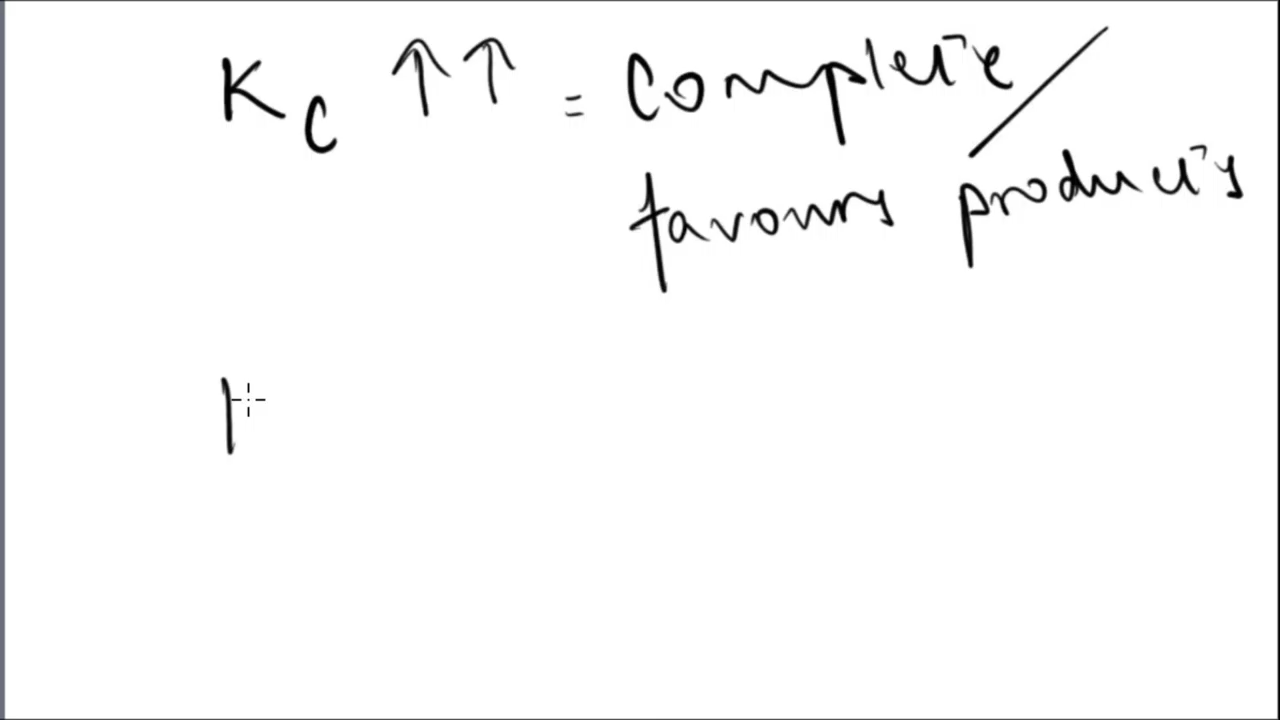 Kc ↑↑ = Complete /
favours products